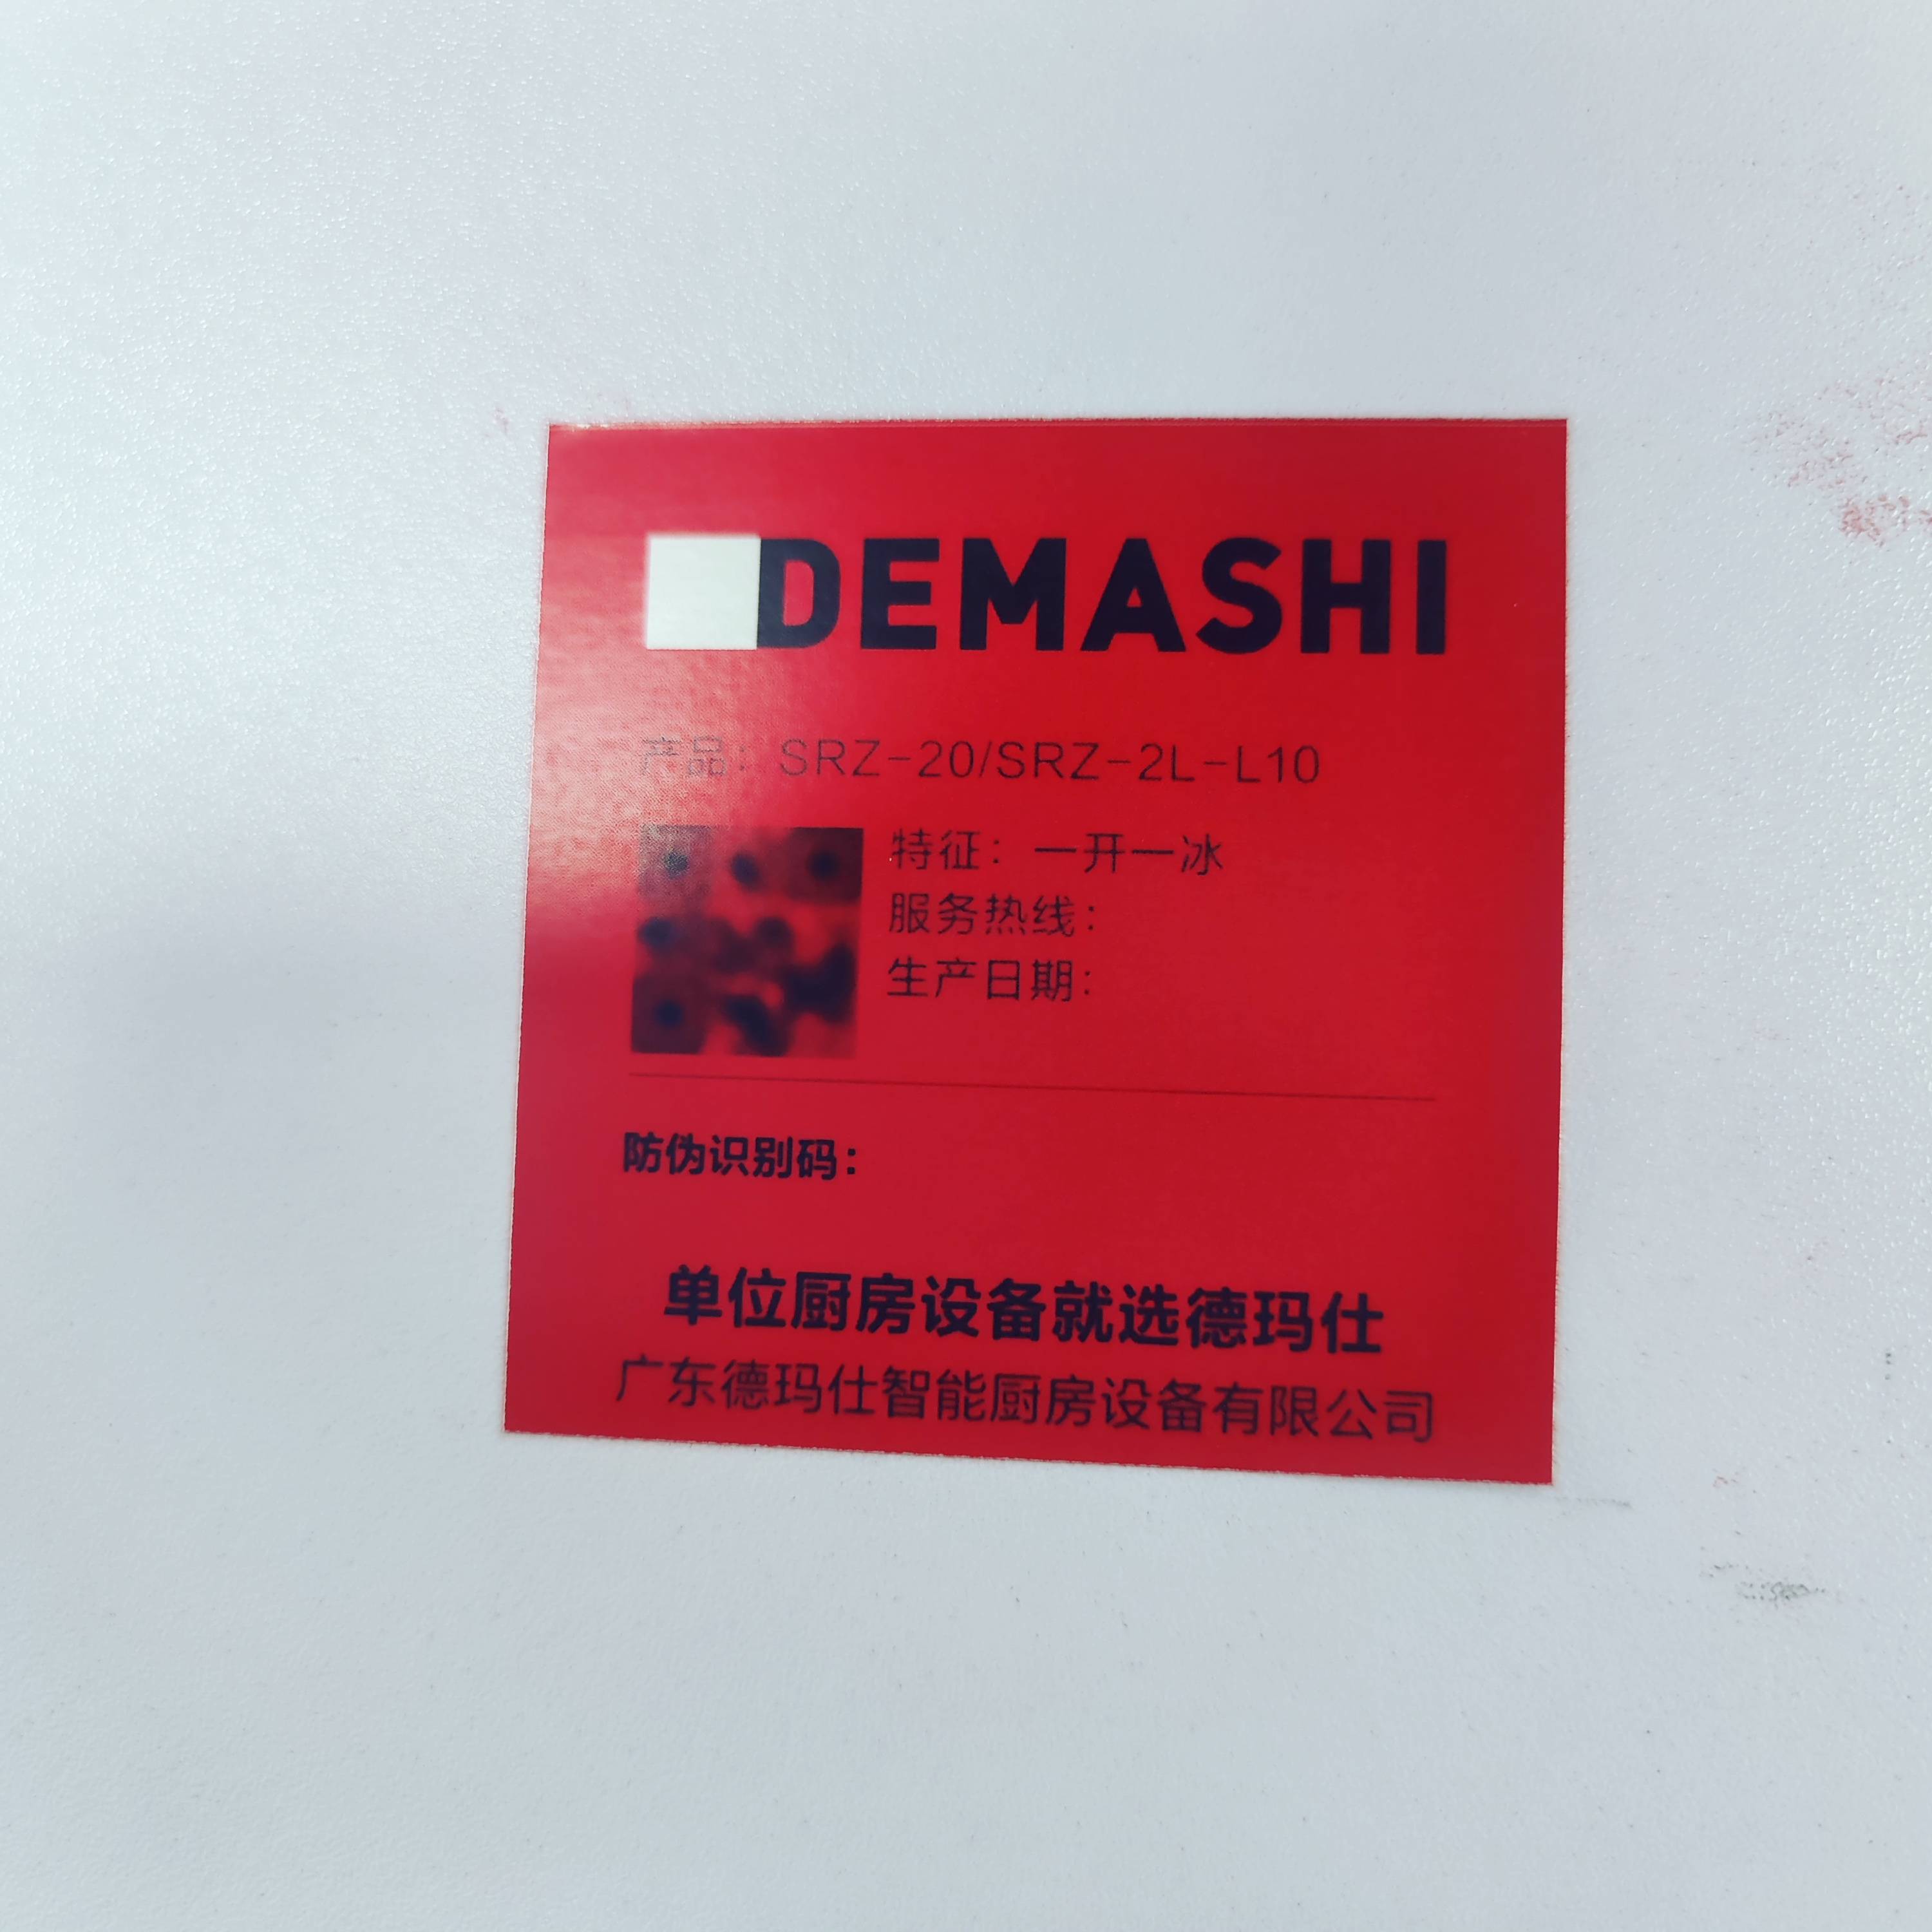 DEMASHI
产品：SRZ-20/SRZ-2L-L10
特征：一开一冰
服务热线：
生产日期：
防伪识别码：
单位厨房设备就选德玛仕
广东德玛仕智能厨房设备有限公司